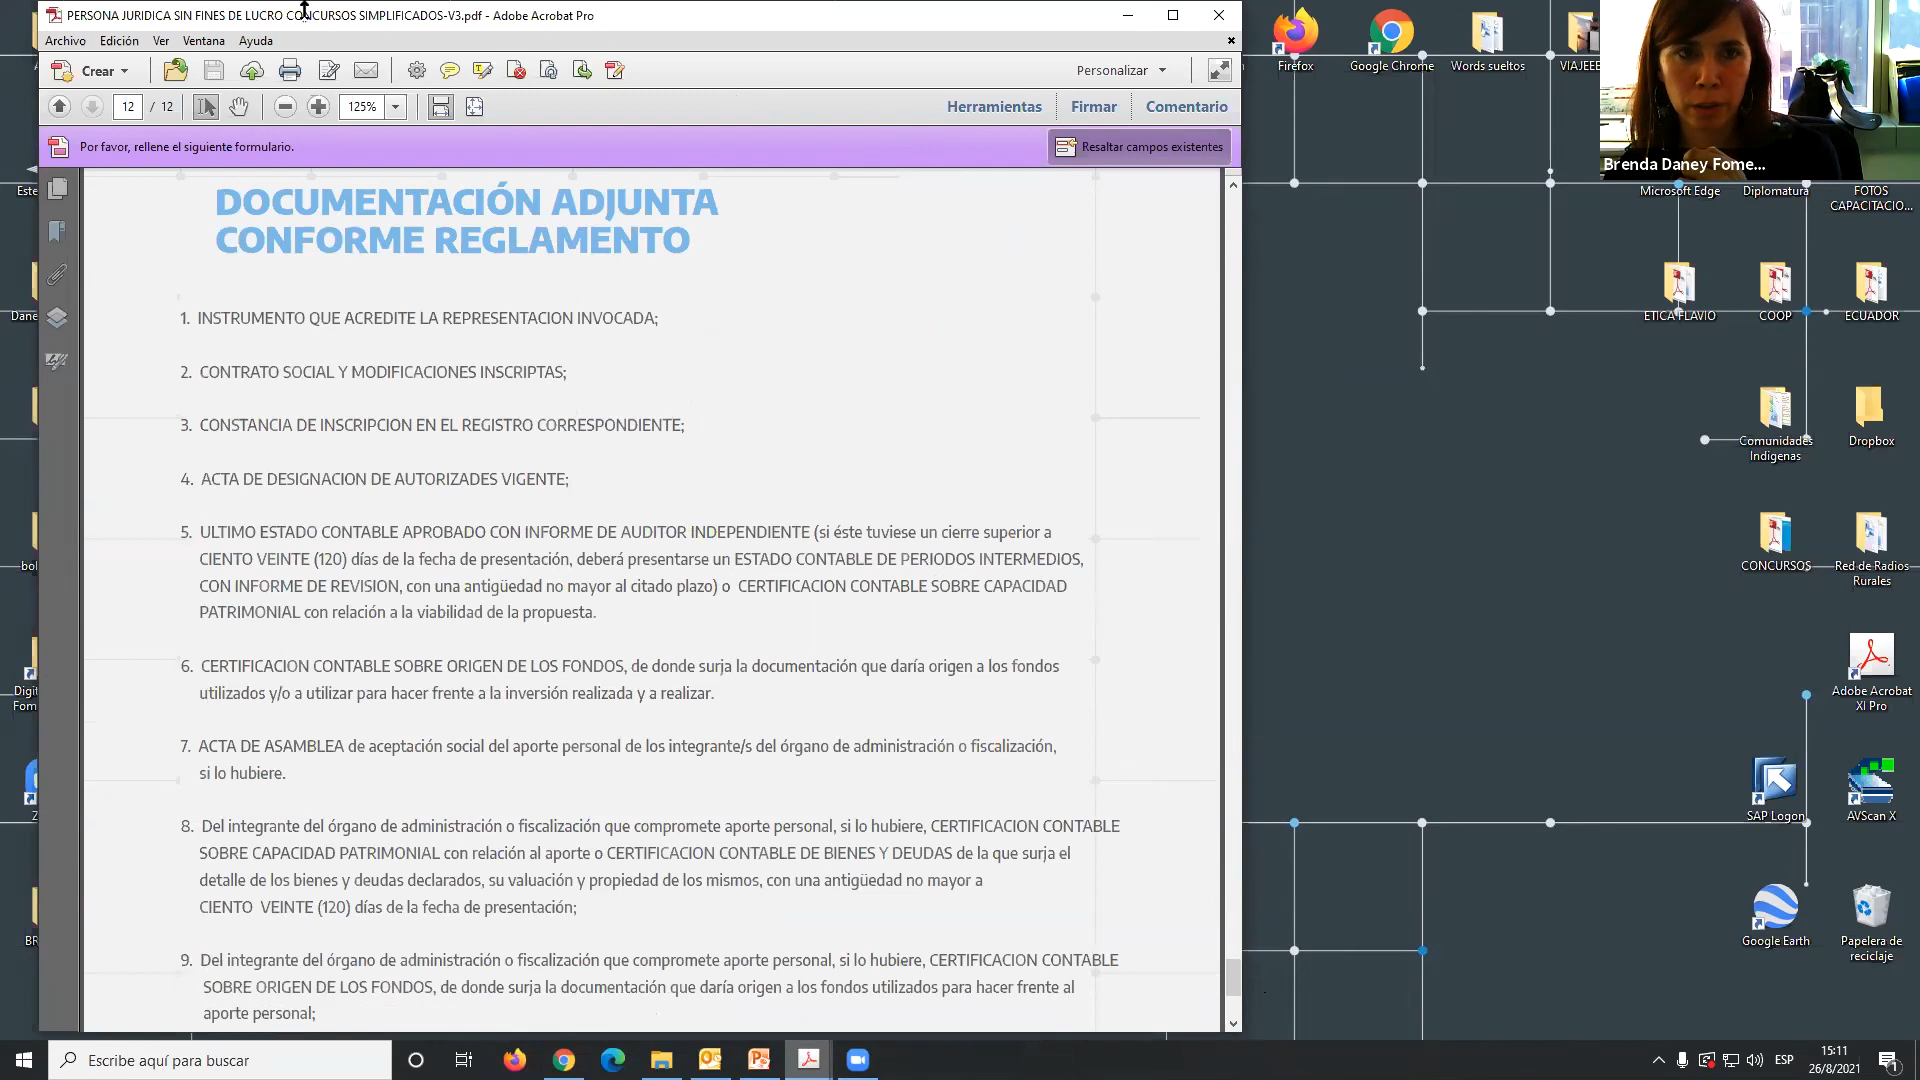 PERSONA JURIDICA SIN FINES DE LUCRO CONCURSOS SIMPLIFICADOS-V3.pdf - Adobe Acrobat Pro
Archivo Edición Ver Ventana Ayuda
Crear
Personalizar
12 / 12
125%
Herramientas Firmar Comentario
Por favor, rellene el siguiente formulario.
Resaltar campos existentes
DOCUMENTACIÓN ADJUNTA
CONFORME REGLAMENTO
1. INSTRUMENTO QUE ACREDITE LA REPRESENTACION INVOCADA;
2. CONTRATO SOCIAL Y MODIFICACIONES INSCRIPTAS;
3. CONSTANCIA DE INSCRIPCION EN EL REGISTRO CORRESPONDIENTE;
4. ACTA DE DESIGNACION DE AUTORIZADES VIGENTE;
5. ULTIMO ESTADO CONTABLE APROBADO CON INFORME DE AUDITOR INDEPENDIENTE (si éste tuviese un cierre superior a
CIENTO VEINTE (120) días de la fecha de presentación, deberá presentarse un ESTADO CONTABLE DE PERIODOS INTERMEDIOS,
CON INFORME DE REVISION, con una antigüedad no mayor al citado plazo) o CERTIFICACION CONTABLE SOBRE CAPACIDAD
PATRIMONIAL con relación a la viabilidad de la propuesta.
6. CERTIFICACION CONTABLE SOBRE ORIGEN DE LOS FONDOS, de donde surja la documentación que daría origen a los fondos
utilizados y/o a utilizar para hacer frente a la inversión realizada y a realizar.
7. ACTA DE ASAMBLEA de aceptación social del aporte personal de los integrante/s del órgano de administración o fiscalización,
si lo hubiere.
8. Del integrante del órgano de administración o fiscalización que compromete aporte personal, si lo hubiere, CERTIFICACION CONTABLE
SOBRE CAPACIDAD PATRIMONIAL con relación al aporte o CERTIFICACION CONTABLE DE BIENES Y DEUDAS de la que surja el
detalle de los bienes y deudas declarados, su valuación y propiedad de los mismos, con una antigüedad no mayor a
CIENTO VEINTE (120) días de la fecha de presentación;
9. Del integrante del órgano de administración o fiscalización que compromete aporte personal, si lo hubiere, CERTIFICACION CONTABLE
SOBRE ORIGEN DE LOS FONDOS, de donde surja la documentación que daría origen a los fondos utilizados para hacer frente al
aporte personal;
Firefox
Google Chrome
Words sueltos
VIAJEEE
Brenda Daney Fome...
Microsoft Edge
Diplomatura
FOTOS
CAPACITACIO...
ETICA FLAVIO
COOP
ECUADOR
Comunidades
Indígenas
Dropbox
CONCURSOS
Red de Radios
Rurales
Adobe Acrobat
XI Pro
SAP Logon
AVScan X
Google Earth
Papelera de
reciclaje
Este
Dane
bol
Digit
Fom
Z
BR
Escribe aquí para buscar
ESP
15:11
26/8/2021
1